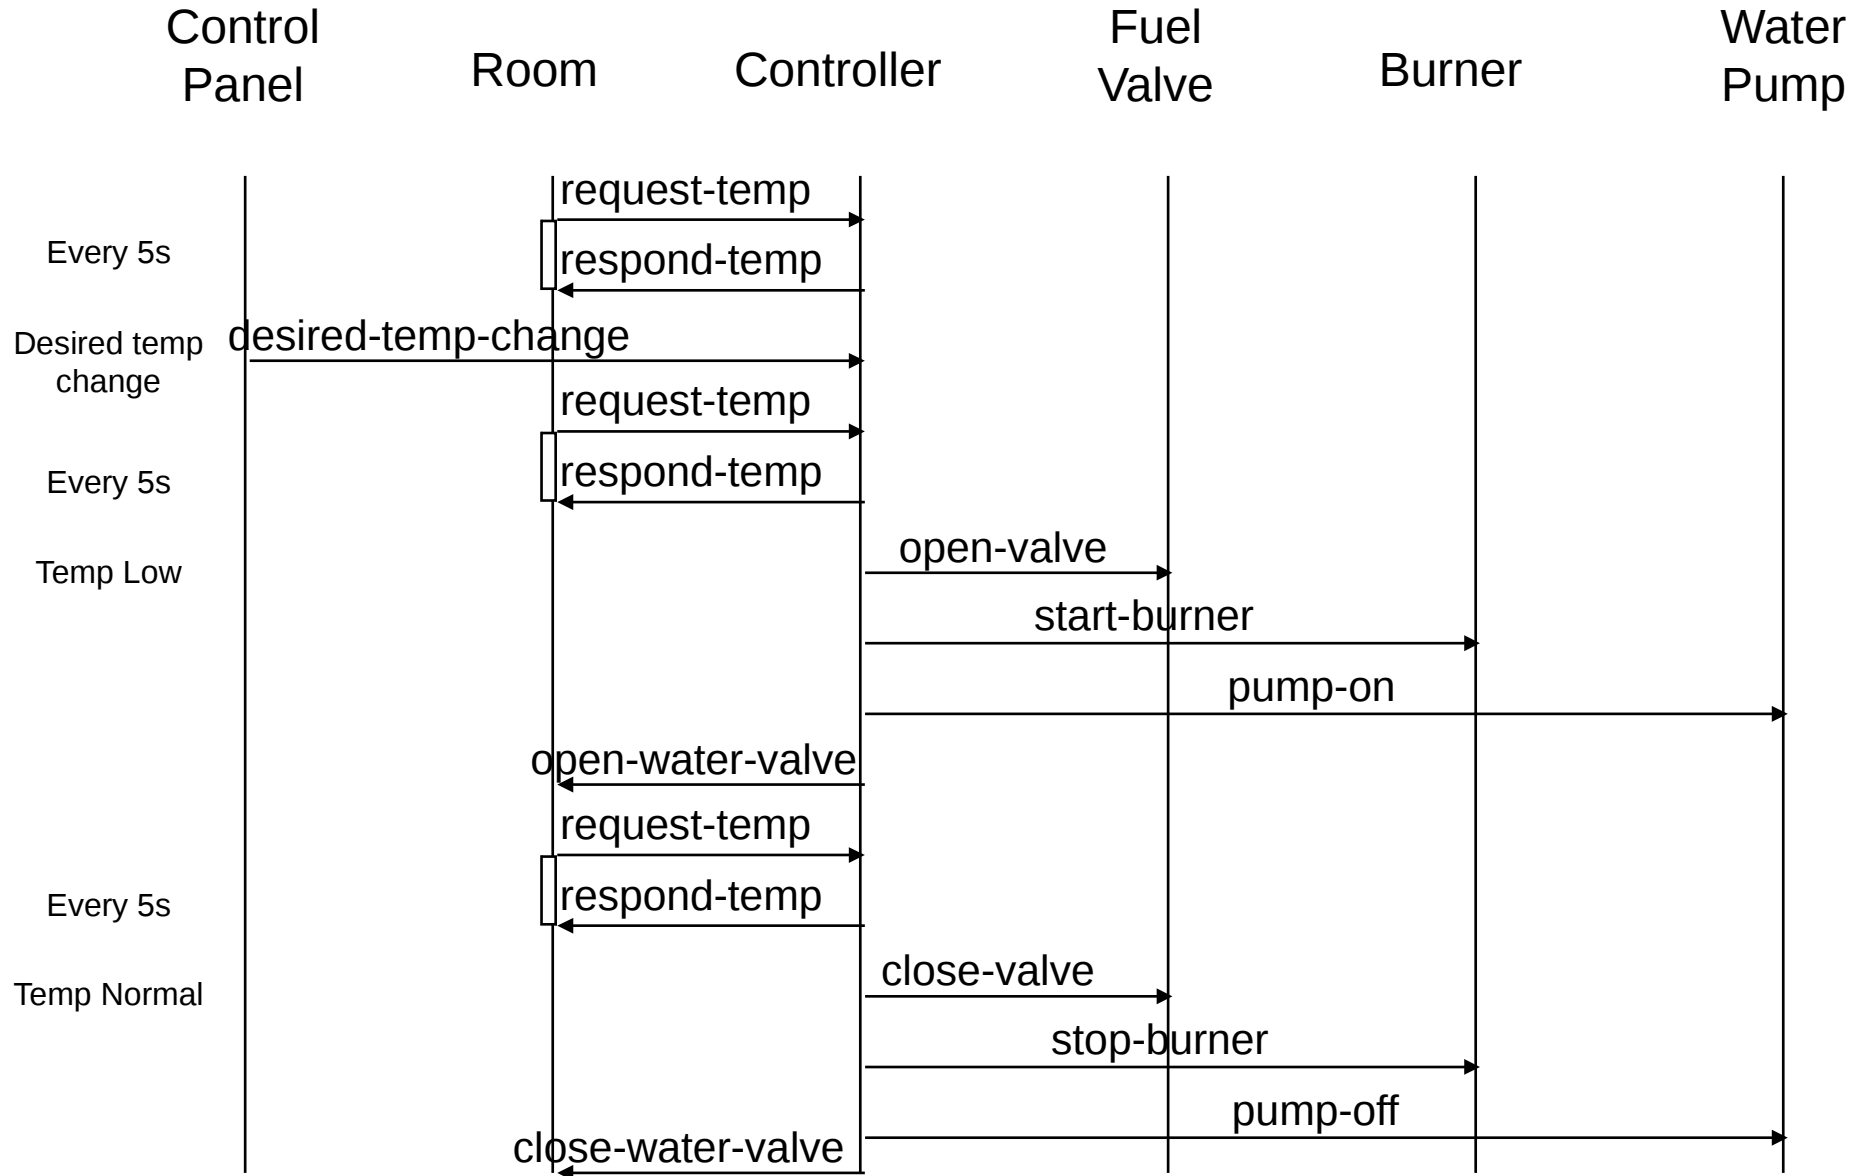 Control
Panel
Room
Controller
Fuel
Valve
Burner
Water
Pump
request-temp
Every 5s
respond-temp
Desired temp
change
desired-temp-change
request-temp
Every 5s
respond-temp
Temp Low
open-valve
start-burner
pump-on
open-water-valve
request-temp
Every 5s
respond-temp
Temp Normal
close-valve
stop-burner
pump-off
close-water-valve